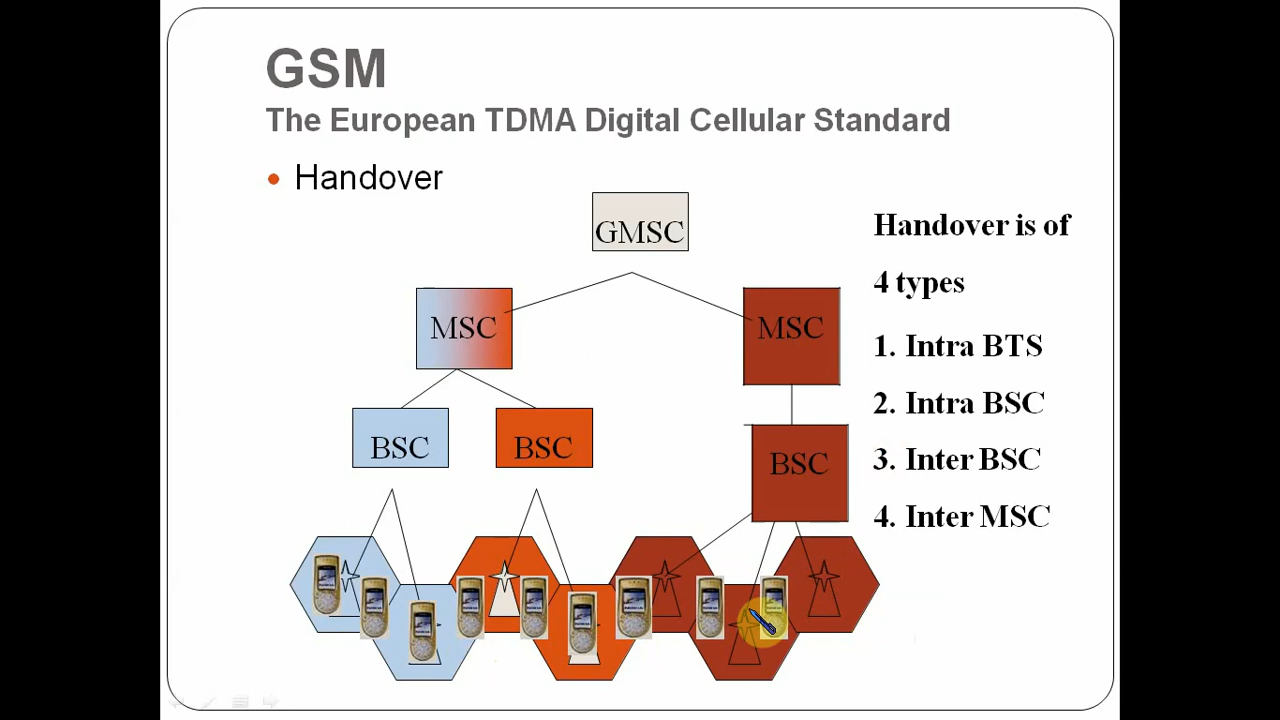 GSM
The European TDMA Digital Cellular Standard
• Handover
GMSC
Handover is of
4 types
MSC
MSC
1. Intra BTS
2. Intra BSC
BSC
BSC
BSC
3. Inter BSC
4. Inter MSC